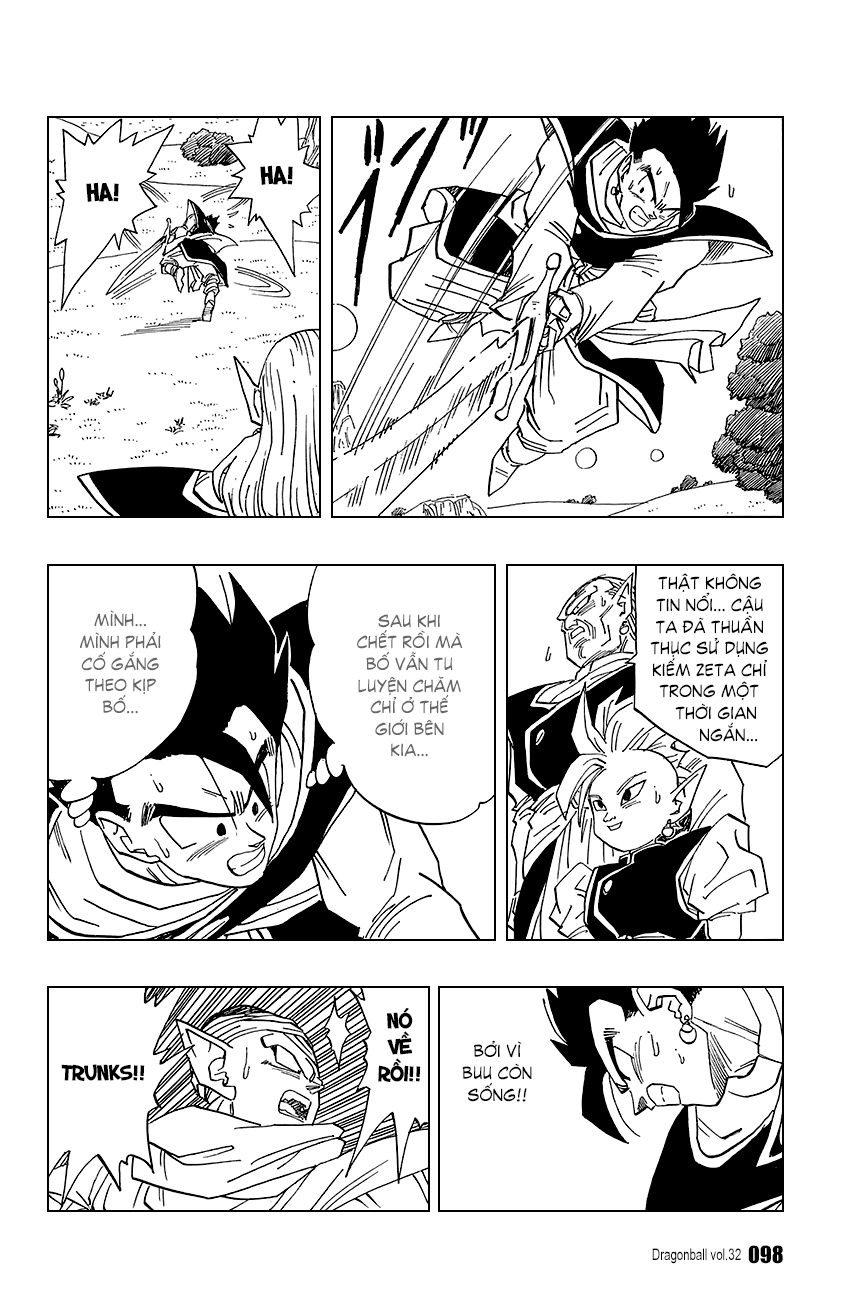 HA!
HA!
THẬT KHÔNG
TIN NỔI... CẬU
TA ĐÃ THUẦN
THỤC SỬ DỤNG
KIẾM ZETA CHỈ
TRONG MỘT
THỜI GIAN
NGẮN...
SAU KHI
CHẾT RỒI MÀ
BỐ VẪN TU
LUYỆN CHĂM
CHỈ Ở THẾ
GIỚI BÊN
KIA...
MÌNH...
MÌNH PHẢI
CỐ GẮNG
THEO KỊP
BỐ...
BỞI VÌ
BUU CÒN
SỐNG!!
NÓ
VỀ
RỒI!!
TRUNKS!!
Dragonball vol.32 098